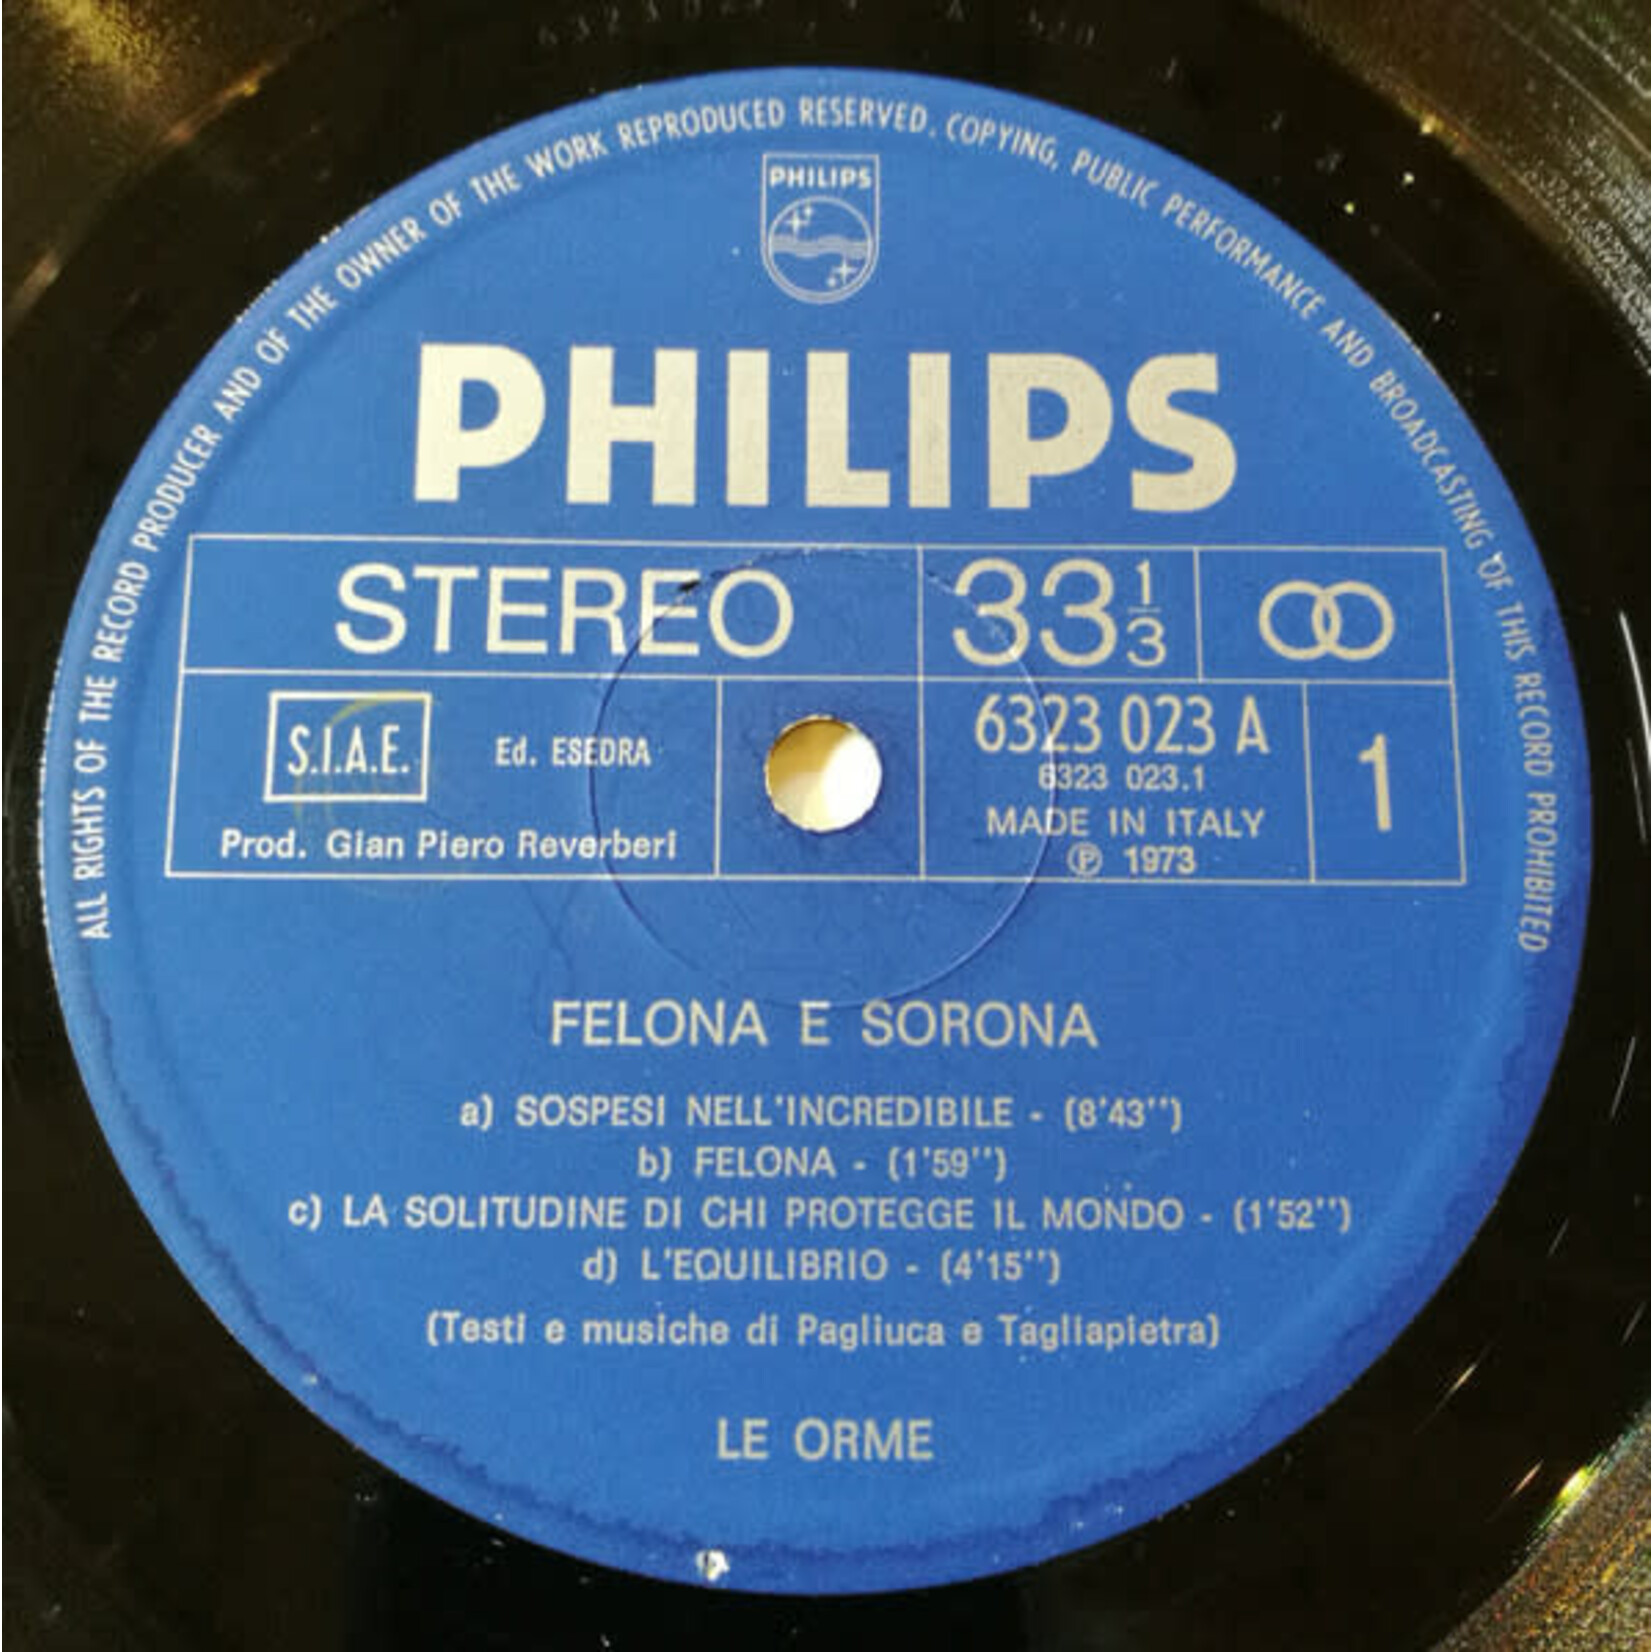 ALL RIGHTS OF THE RECORD PRODUCER AND OF THE OWNER OF THE WORK REPRODUCED RESERVED. COPYING, PUBLIC PERFORMANCE AND BROADCASTING OF THIS RECORD PROHIBITED
PHILIPS
PHILIPS
STEREO
33 1/3
S.I.A.E.
Ed. ESEDRA
Prod. Gian Piero Reverberi
6323 023 A
6323 023.1
MADE IN ITALY
℗ 1973
1
FELONA E SORONA
a) SOSPESI NELL'INCREDIBILE - (8'43'')
b) FELONA - (1'59'')
c) LA SOLITUDINE DI CHI PROTEGGE IL MONDO - (1'52'')
d) L'EQUILIBRIO - (4'15'')
(Testi e musiche di Pagliuca e Tagliapietra)
LE ORME